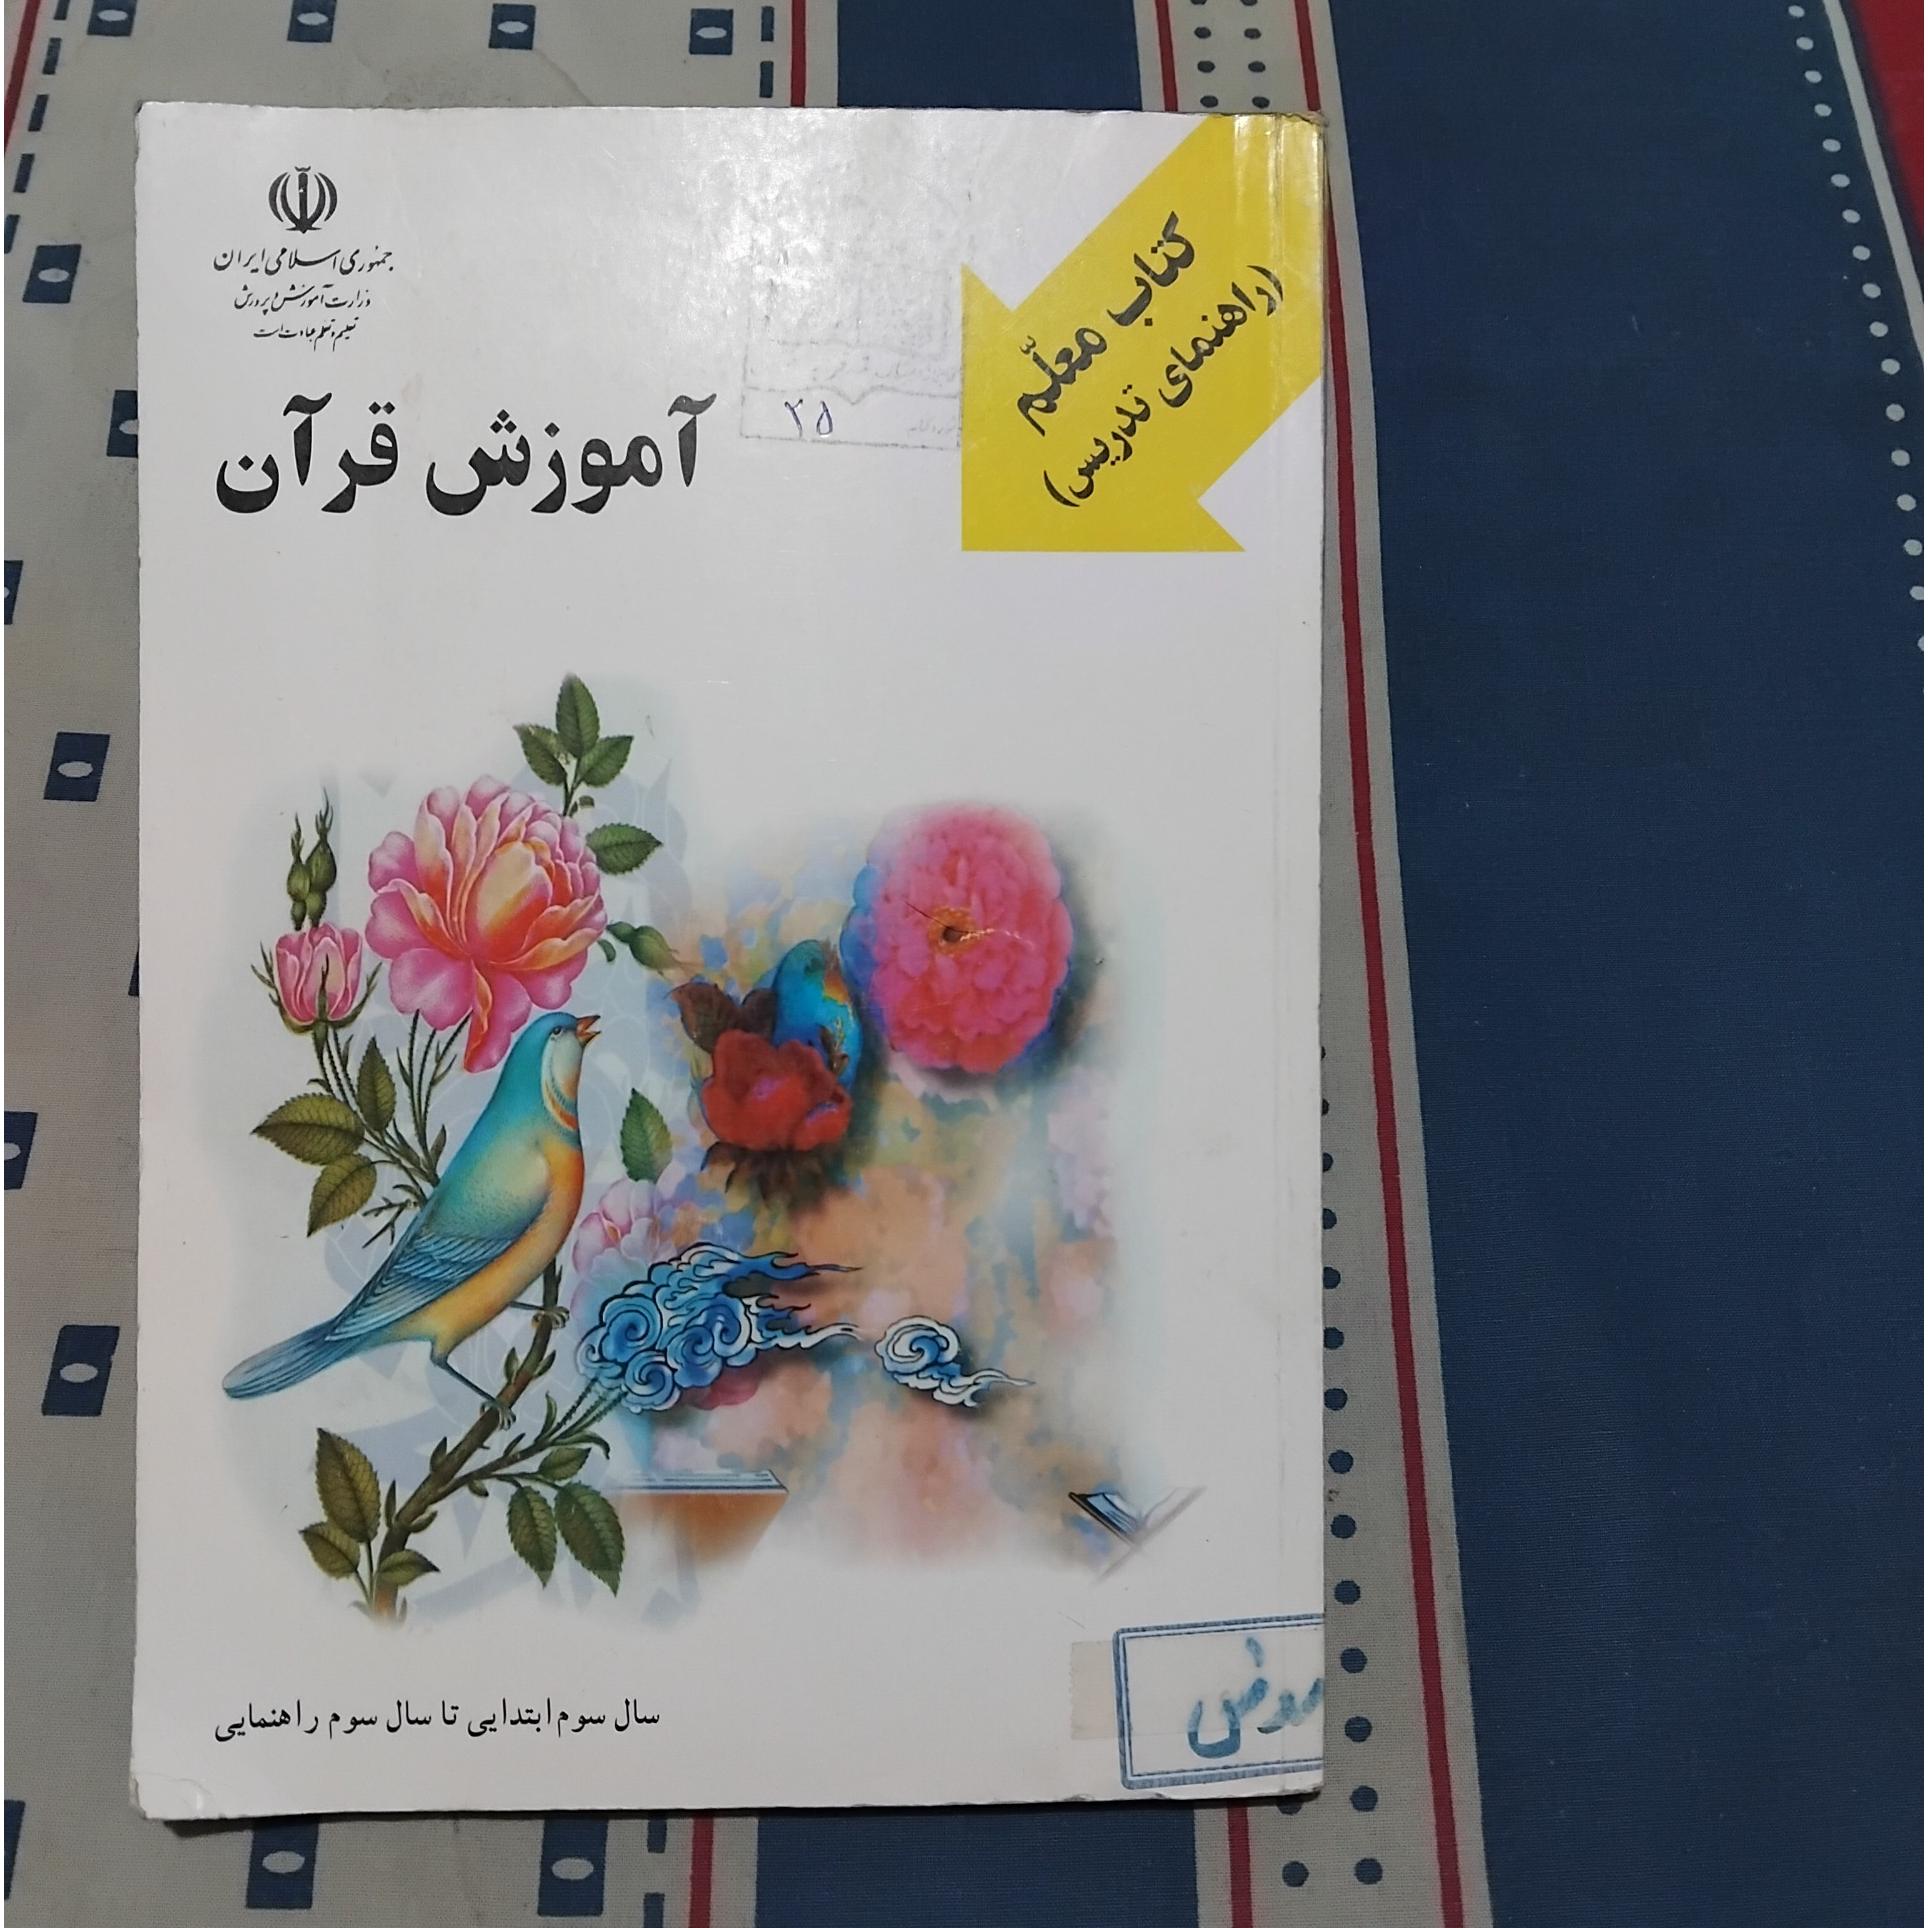 جمهوری اسلامی ایران
وزارت آموزش و پرورش
تعلیم و تعلم عبادت است
کتاب معلّم
(راهنمای تدریس)
آموزش قرآن
۲۵
سال سوم ابتدایی تا سال سوم راهنمایی